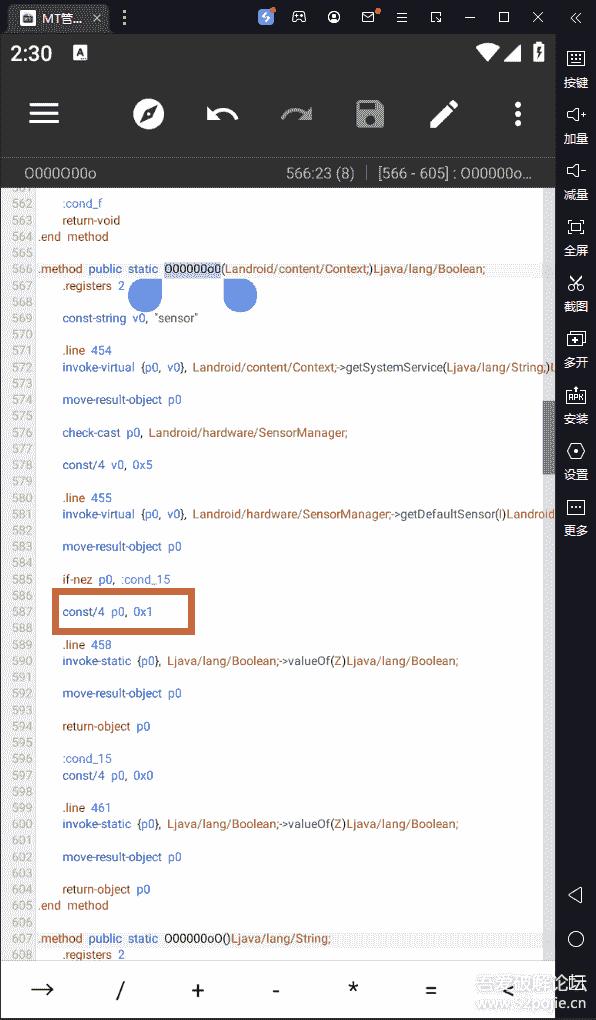 MT管...
2:30
A
O000O00o
566:23 (8)
[566 - 605] : O00000o...
562 :cond_f
563 return-void
564 .end method
565
566 .method public static O00000o0(Landroid/content/Context;)Ljava/lang/Boolean;
567 .registers 2
568
569 const-string v0, "sensor"
570
571 .line 454
572 invoke-virtual {p0, v0}, Landroid/content/Context;->getSystemService(Ljava/lang/String;)L
573
574 move-result-object p0
575
576 check-cast p0, Landroid/hardware/SensorManager;
577
578 const/4 v0, 0x5
579
580 .line 455
581 invoke-virtual {p0, v0}, Landroid/hardware/SensorManager;->getDefaultSensor(I)Landroid
582
583 move-result-object p0
584
585 if-nez p0, :cond_15
586
587 const/4 p0, 0x1
588
589 .line 458
590 invoke-static {p0}, Ljava/lang/Boolean;->valueOf(Z)Ljava/lang/Boolean;
591
592 move-result-object p0
593
594 return-object p0
595
596 :cond_15
597 const/4 p0, 0x0
598
599 .line 461
600 invoke-static {p0}, Ljava/lang/Boolean;->valueOf(Z)Ljava/lang/Boolean;
601
602 move-result-object p0
603
604 return-object p0
605 .end method
606
607 .method public static O00000oO()Ljava/lang/String;
608 .registers 2
→ / + - * = <
按键
加量
减量
全屏
截图
多开
APK
安装
设置
更多
吾爱破解论坛
www.52pojie.cn